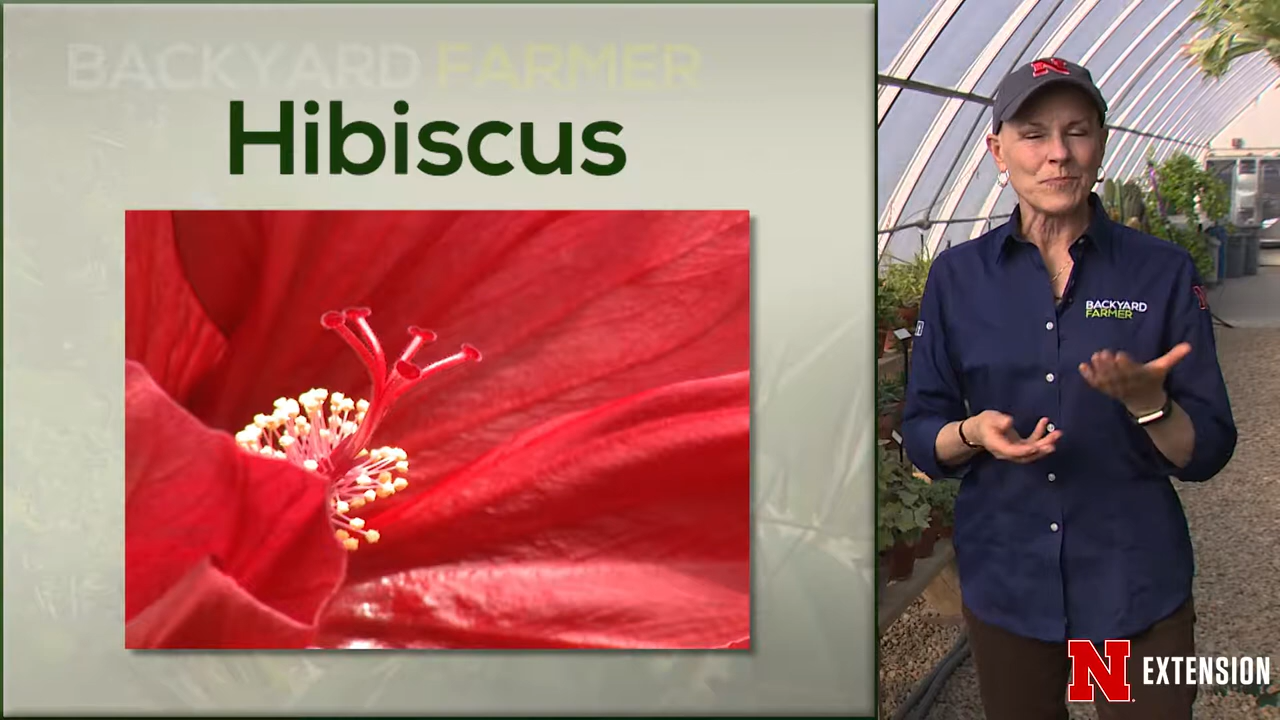 BACKYARD FARMER
Hibiscus
BACKYARD
FARMER
N
N EXTENSION